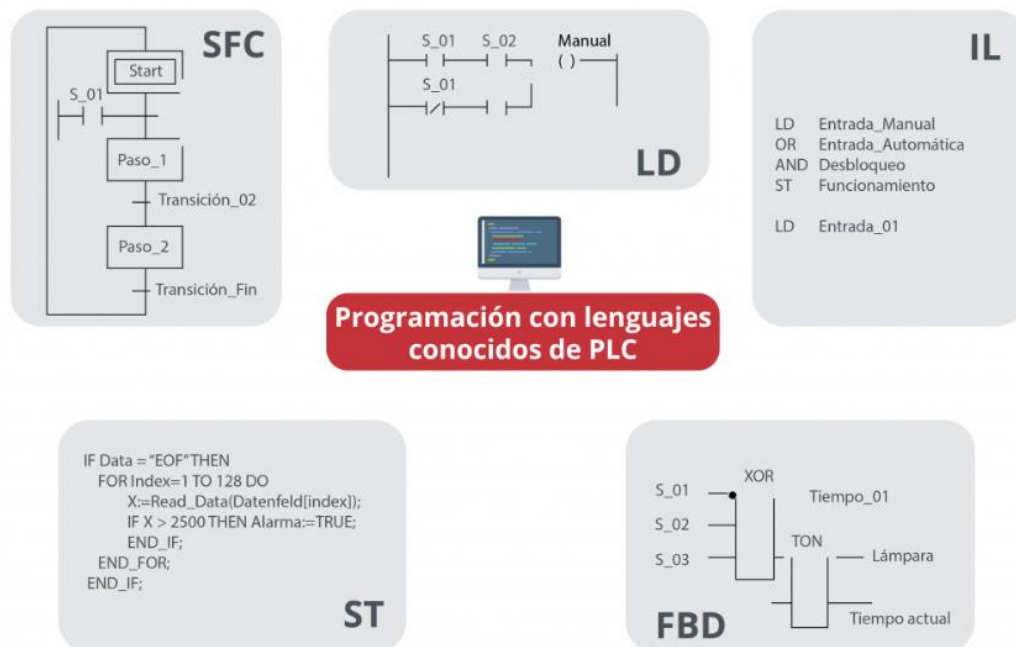 SFC
Start
S_01
Paso_1
Transición_02
Paso_2
Transición_Fin
S_01 S_02 Manual
( )
S_01
LD
IL
LD Entrada_Manual
OR Entrada_Automática
AND Desbloqueo
ST Funcionamiento
LD Entrada_01
Programación con lenguajes
conocidos de PLC
IF Data = “EOF” THEN
FOR Index=1 TO 128 DO
X:=Read_Data(Datenfeld[index]);
IF X > 2500 THEN Alarma:=TRUE;
END_IF;
END_FOR;
END_IF;
ST
XOR
S_01
Tiempo_01
S_02
TON
S_03
Lámpara
Tiempo actual
FBD